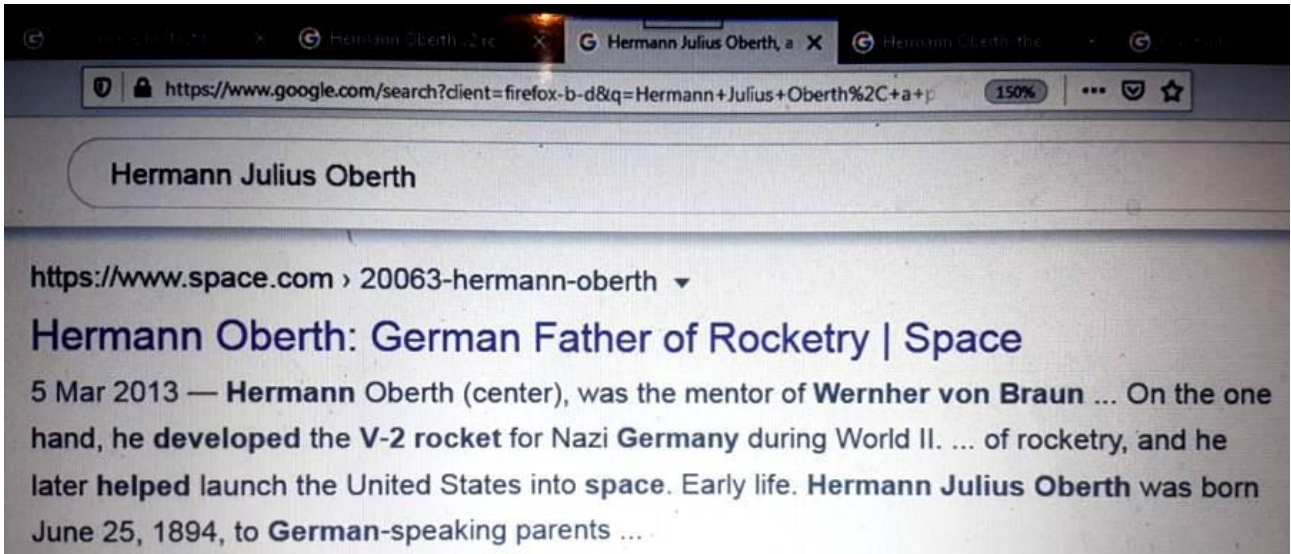 Hermann Oberth
Hermann Julius Oberth, a
Hermann Oberth the
https://www.google.com/search?client=firefox-b-d&q=Hermann+Julius+Oberth%2C+a+p
150%
Hermann Julius Oberth
https://www.space.com › 20063-hermann-oberth
Hermann Oberth: German Father of Rocketry | Space
5 Mar 2013 — Hermann Oberth (center), was the mentor of Wernher von Braun ... On the one
hand, he developed the V-2 rocket for Nazi Germany during World II. ... of rocketry, and he
later helped launch the United States into space. Early life. Hermann Julius Oberth was born
June 25, 1894, to German-speaking parents ...